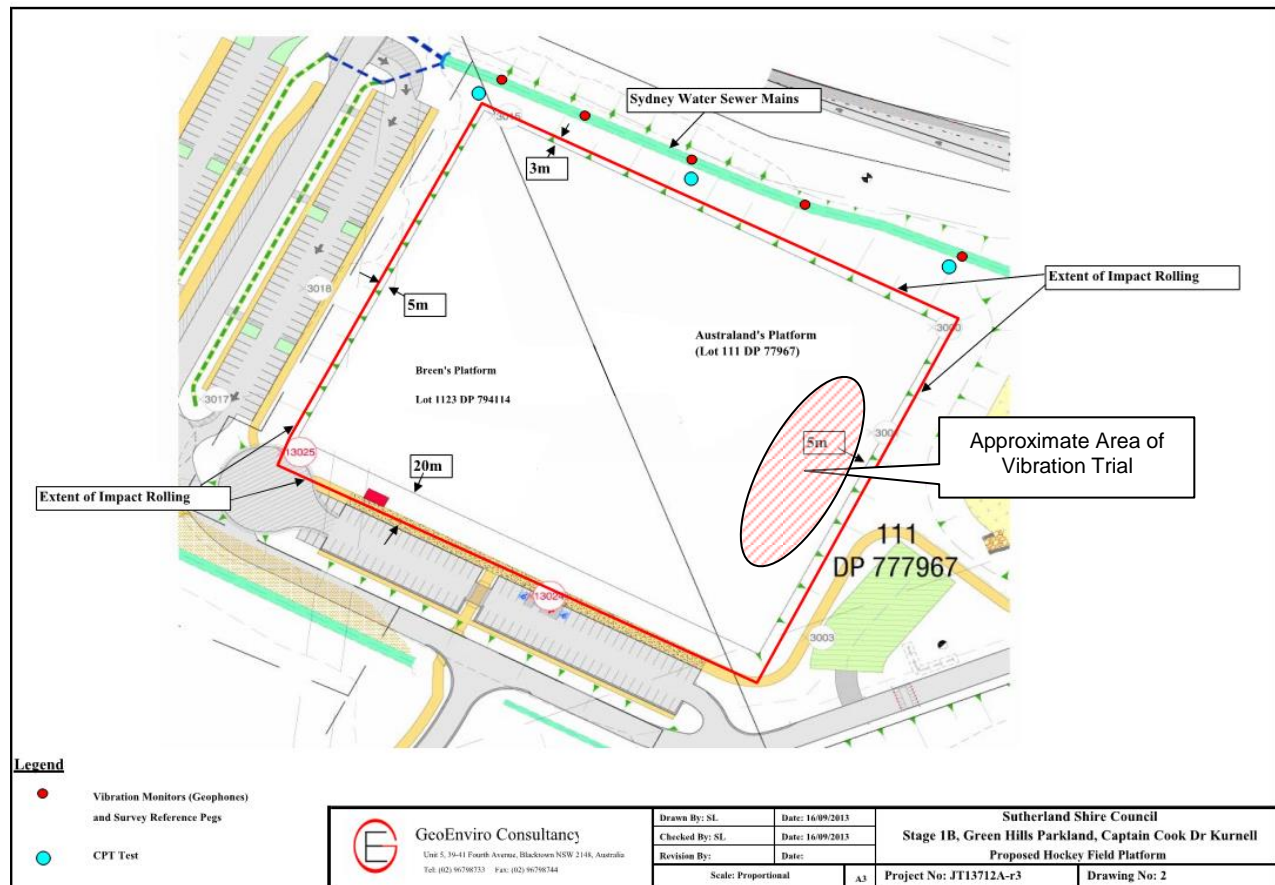 Sydney Water Sewer Mains
3015
3m
Extent of Impact Rolling
3018
5m
Australand's Platform
(Lot 111 DP 77967)
Breen's Platform
Lot 1123 DP 794114
3017
5m
Approximate Area of
Vibration Trial
13025
20m
Extent of Impact Rolling
111
DP 777967
13024
3003
Legend
Vibration Monitors (Geophones)
and Survey Reference Pegs
CPT Test
GeoEnviro Consultancy
Unit 5, 39-41 Fourth Avenue, Blacktown NSW 2148, Australia
Tel: (02) 96798733 Fax: (02) 96798744
Drawn By: SL Date: 16/09/2013
Checked By: SL Date: 16/09/2013
Revision By: Date:
Scale: Proportional A3
Sutherland Shire Council
Stage 1B, Green Hills Parkland, Captain Cook Dr Kurnell
Proposed Hockey Field Platform
Project No: JT13712A-r3 Drawing No: 2